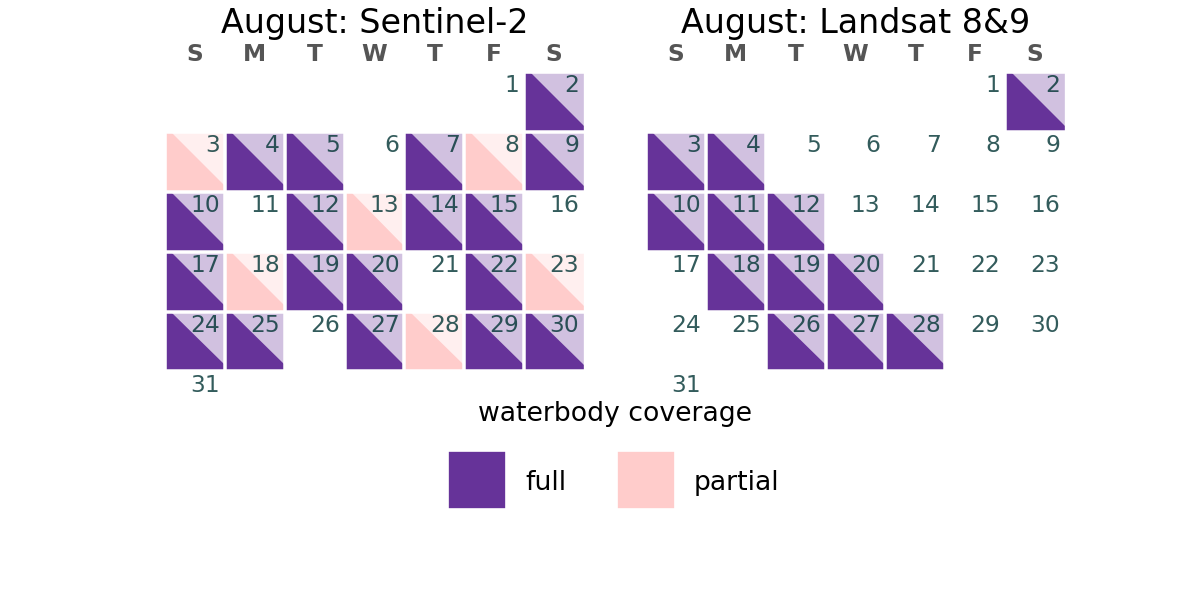 August: Sentinel-2
S M T W T F S
1 2
3 4 5 6 7 8 9
10 11 12 13 14 15 16
17 18 19 20 21 22 23
24 25 26 27 28 29 30
31
August: Landsat 8&9
S M T W T F S
1 2
3 4 5 6 7 8 9
10 11 12 13 14 15 16
17 18 19 20 21 22 23
24 25 26 27 28 29 30
31
waterbody coverage
full
partial